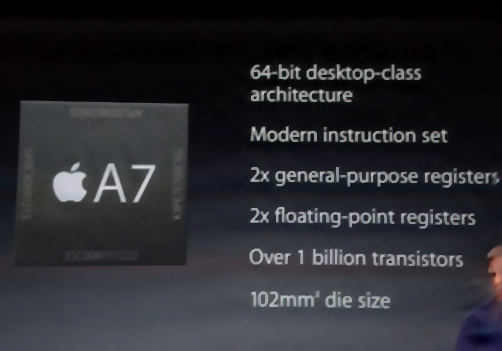 A7
64-bit desktop-class
architecture
Modern instruction set
2x general-purpose registers
2x floating-point registers
Over 1 billion transistors
102mm² die size